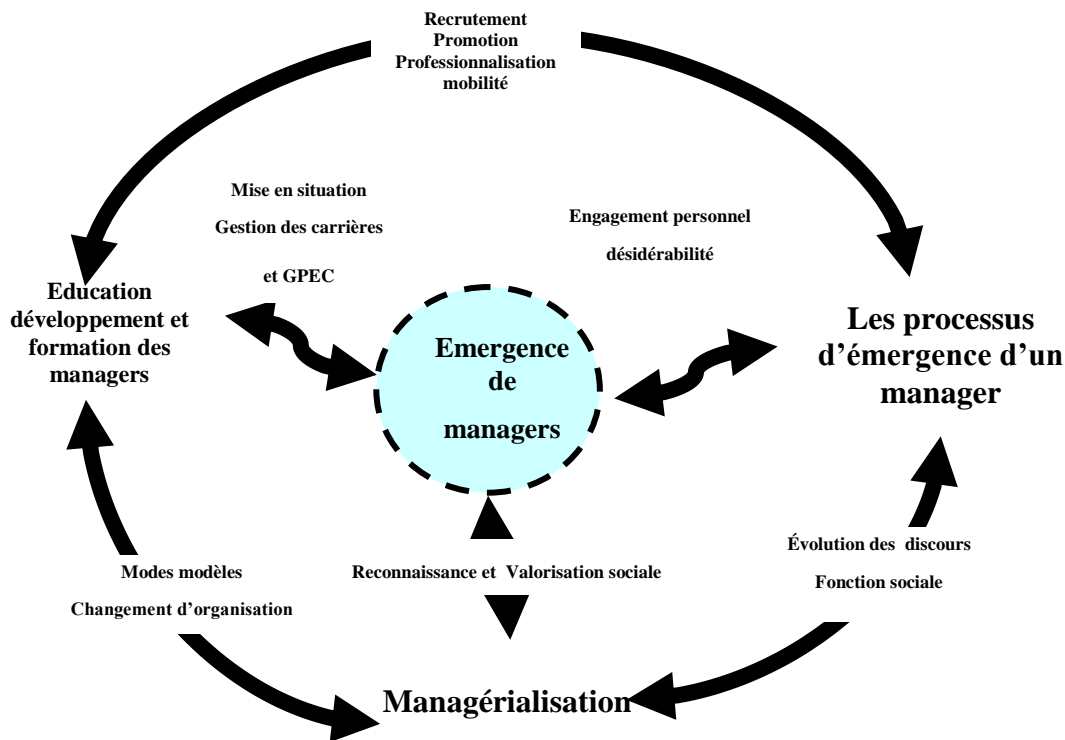 Recrutement
Promotion
Professionnalisation
mobilité
Mise en situation
Gestion des carrières
et GPEC
Engagement personnel
désidérabilité
Education
développement et
formation des
managers
Emergence
de
managers
Les processus
d’émergence d’un
manager
Modes modèles
Changement d’organisation
Reconnaissance et Valorisation sociale
Évolution des discours
Fonction sociale
Managérialisation